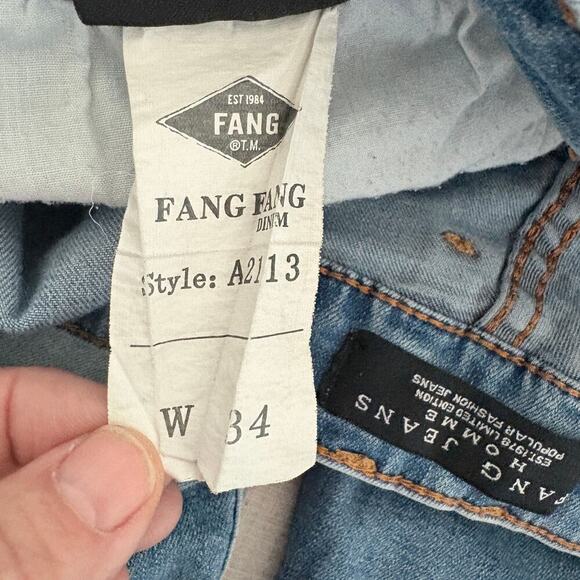 EST 1984
FANG
®T.M.
FANG FANG
DENIM
Style: A2113
W 34
FANG JEANS
HOMME
EST.1978 LIMITED EDITION
POPULAR FASHION JEANS